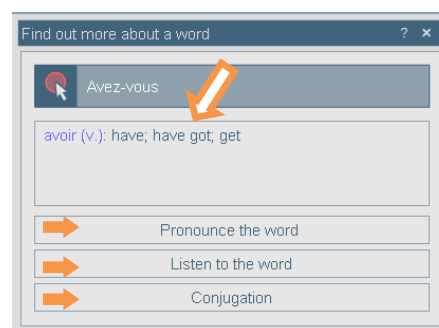 Find out more about a word ? ×
Avez-vous
avoir (v.): have; have got; get
Pronounce the word
Listen to the word
Conjugation